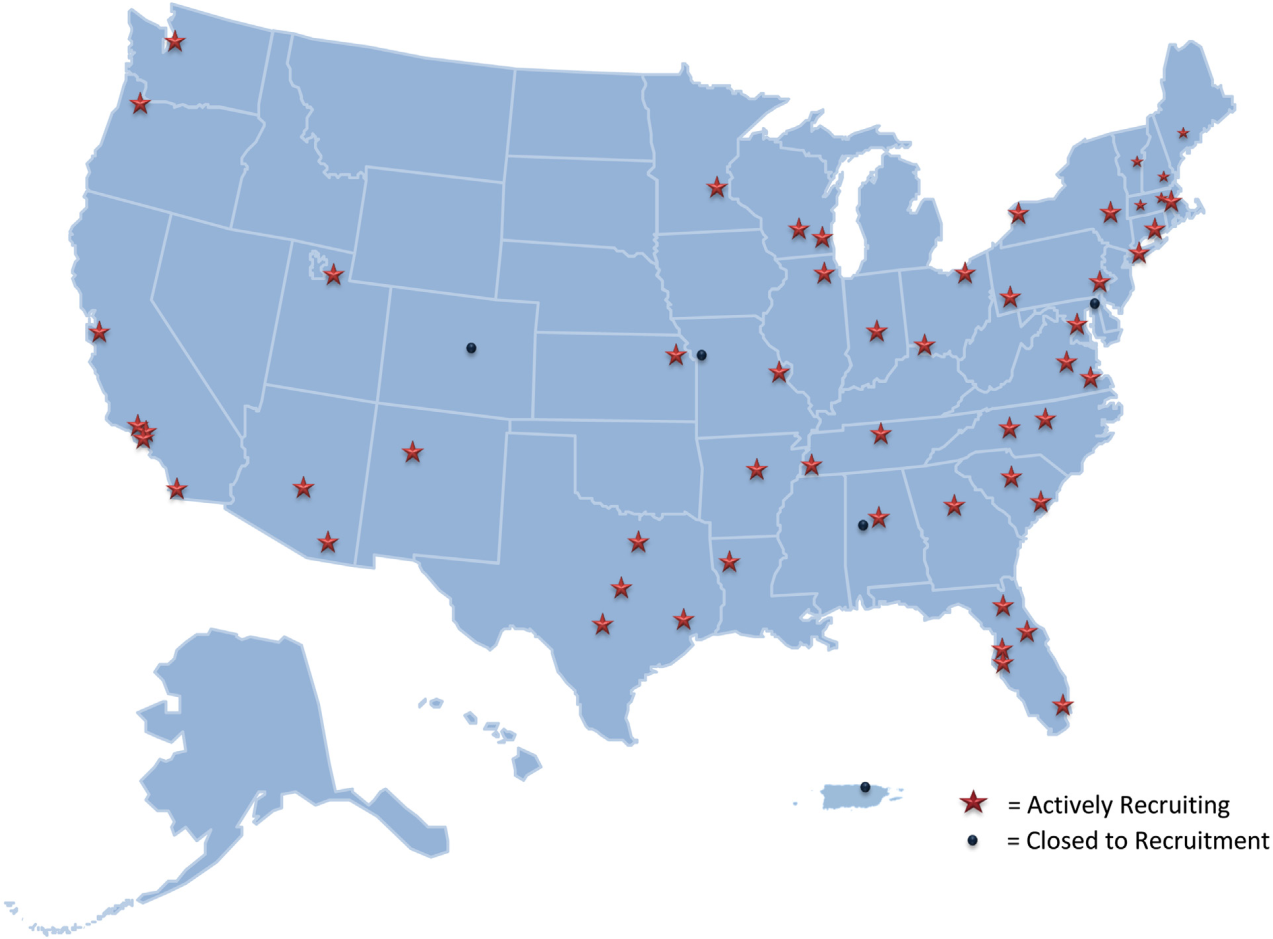 = Actively Recruiting
= Closed to Recruitment